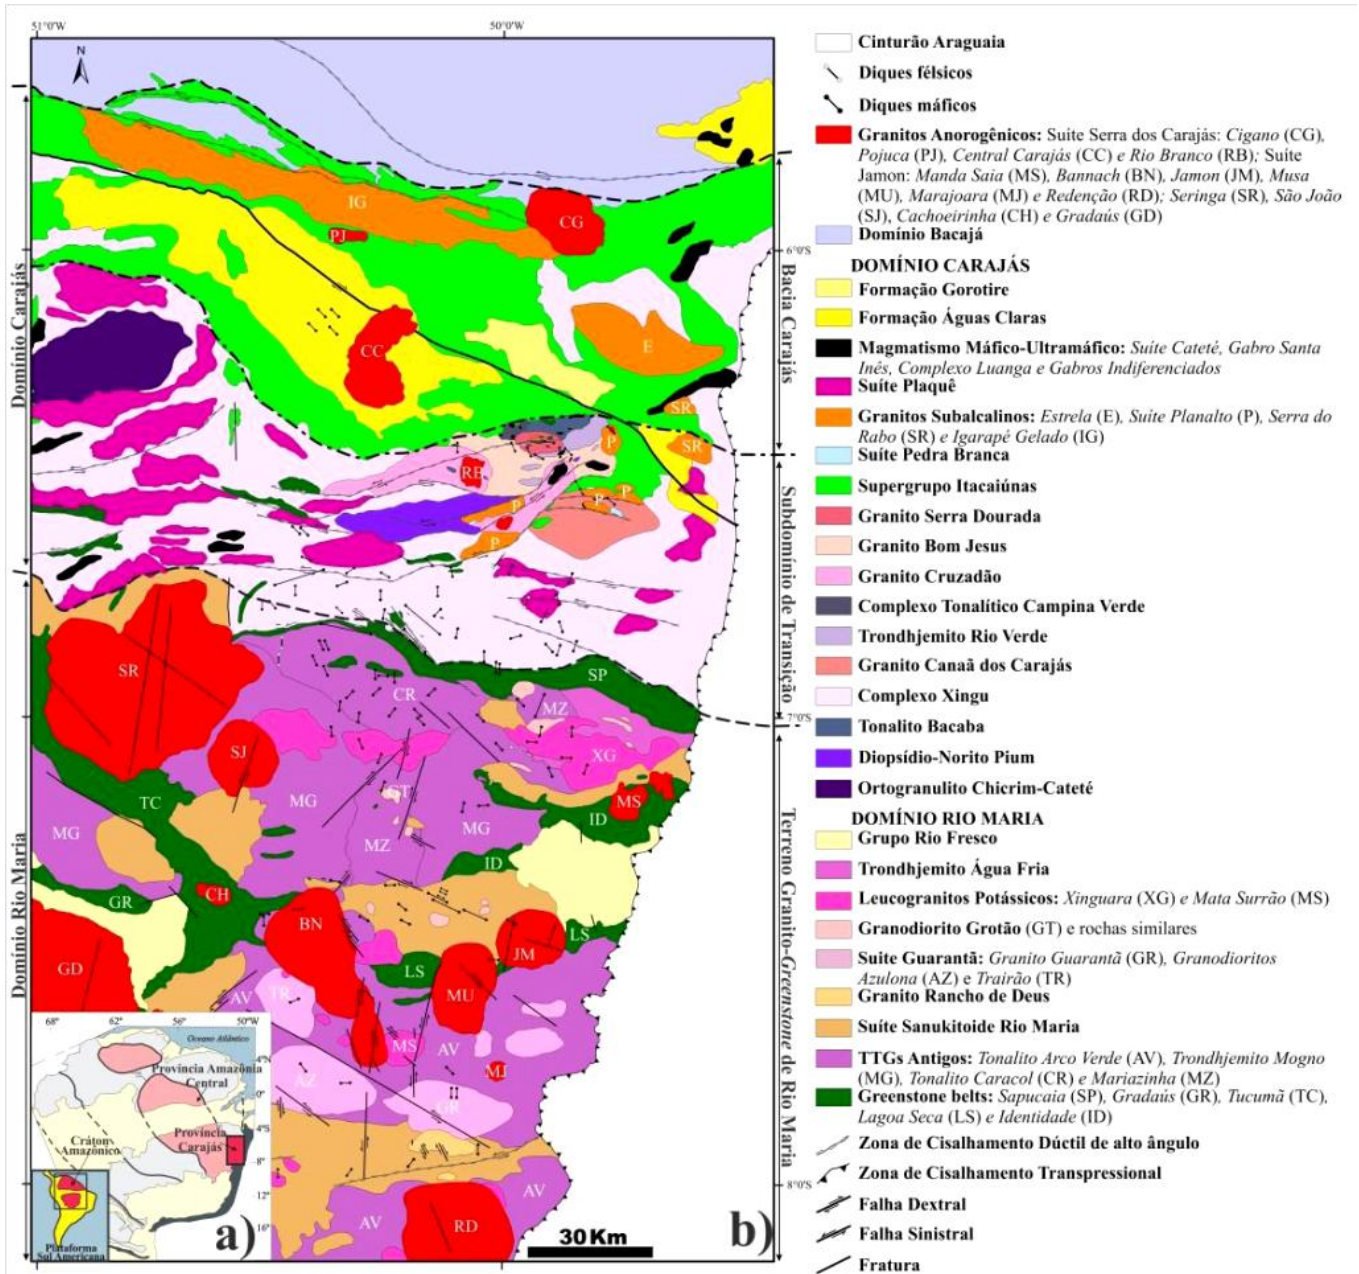 51°0'W
50°0'W
N
IG
CG
PJ
6°0'S
CC
E
SR
SR
P
RB
P
P
P
P
SR
SP
CR
MZ
7°0'S
SJ
XG
TC
MG
GT
MS
MG
MG
ID
MZ
ID
CH
GR
BN
LS
JM
GD
LS
AV
TR
MU
MS
AV
MJ
AZ
GR
AV
AV
RD
8°0'S
30 Km
a)
b)
Domínio Carajás
Domínio Rio Maria
Bacia Carajás
Subdomínio de Transição
Terreno Granito-Greenstone de Rio Maria
68°
62°
56°
50°W
Oceano Atlântico
4°N
Província Amazônia
Central
0°
4°S
Província
Carajás
Cráton
Amazônico
8°
12°
16°
Plataforma
Sul Americana
Cinturão Araguaia
Diques félsicos
Diques máficos
Granitos Anorogênicos: Suíte Serra dos Carajás: Cigano (CG),
Pojuca (PJ), Central Carajás (CC) e Rio Branco (RB); Suíte
Jamon: Manda Saia (MS), Bannach (BN), Jamon (JM), Musa
(MU), Marajoara (MJ) e Redenção (RD); Seringa (SR), São João
(SJ), Cachoeirinha (CH) e Gradaús (GD)
Domínio Bacajá
DOMÍNIO CARAJÁS
Formação Gorotire
Formação Águas Claras
Magmatismo Máfico-Ultramáfico: Suíte Cateté, Gabro Santa
Inés, Complexo Luanga e Gabros Indiferenciados
Suíte Plaquê
Granitos Subalcalinos: Estrela (E), Suíte Planalto (P), Serra do
Rabo (SR) e Igarapé Gelado (IG)
Suíte Pedra Branca
Supergrupo Itacaiúnas
Granito Serra Dourada
Granito Bom Jesus
Granito Cruzadão
Complexo Tonalítico Campina Verde
Trondhjemito Rio Verde
Granito Canaã dos Carajás
Complexo Xingu
Tonalito Bacaba
Diopsídio-Norito Pium
Ortogranulito Chicrim-Cateté
DOMÍNIO RIO MARIA
Grupo Rio Fresco
Trondhjemito Água Fria
Leucogranitos Potássicos: Xinguara (XG) e Mata Surrão (MS)
Granodiorito Grotão (GT) e rochas similares
Suite Guarantã: Granito Guarantã (GR), Granodioritos
Azulona (AZ) e Trairão (TR)
Granito Rancho de Deus
Suíte Sanukitoide Rio Maria
TTGs Antigos: Tonalito Arco Verde (AV), Trondhjemito Mogno
(MG), Tonalito Caracol (CR) e Mariazinha (MZ)
Greenstone belts: Sapucaia (SP), Gradaús (GR), Tucumã (TC),
Lagoa Seca (LS) e Identidade (ID)
Zona de Cisalhamento Dúctil de alto ângulo
Zona de Cisalhamento Transpressional
Falha Dextral
Falha Sinistral
Fratura